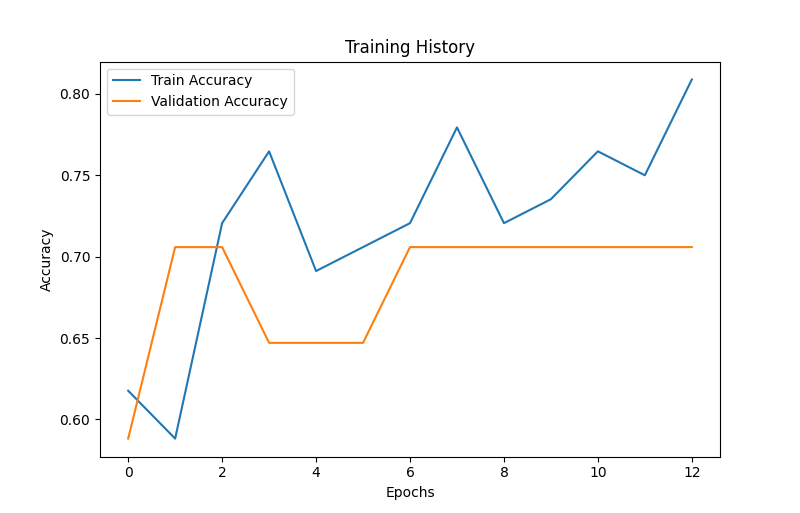 Training History
Train Accuracy
Validation Accuracy
0.80
0.75
0.70
0.65
0.60
Accuracy
0 2 4 6 8 10 12
Epochs